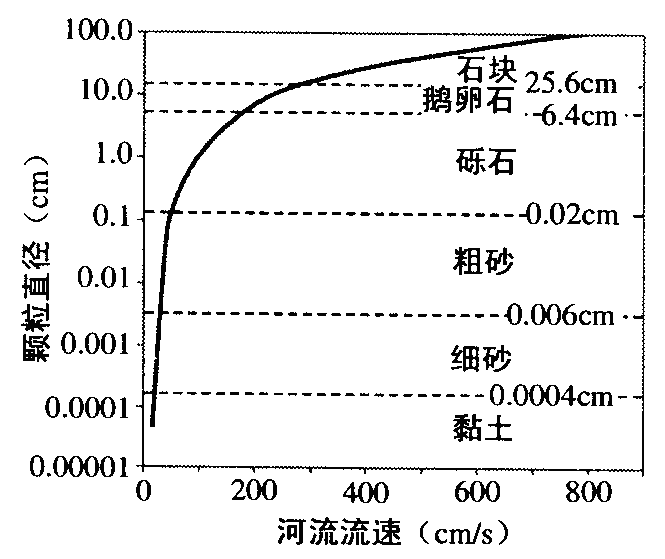 100.0
石块
25.6cm
10.0
鹅卵石
6.4cm
1.0
砾石
0.1
0.02cm
粗砂
0.01
0.006cm
0.001
细砂
0.0004cm
0.0001
黏土
0.00001
颗粒直径（cm）
0
200
400
600
800
河流流速（cm/s）